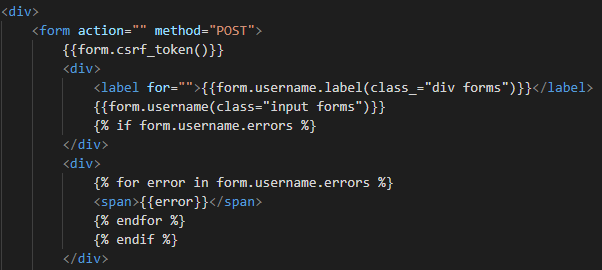 <div>
<form action="" method="POST">
{{form.csrf_token()}}
<div>
<label for="">{{form.username.label(class_="div forms")}}</label>
{{form.username(class="input forms")}}
{% if form.username.errors %}
</div>
<div>
{% for error in form.username.errors %}
<span>{{error}}</span>
{% endfor %}
{% endif %}
</div>